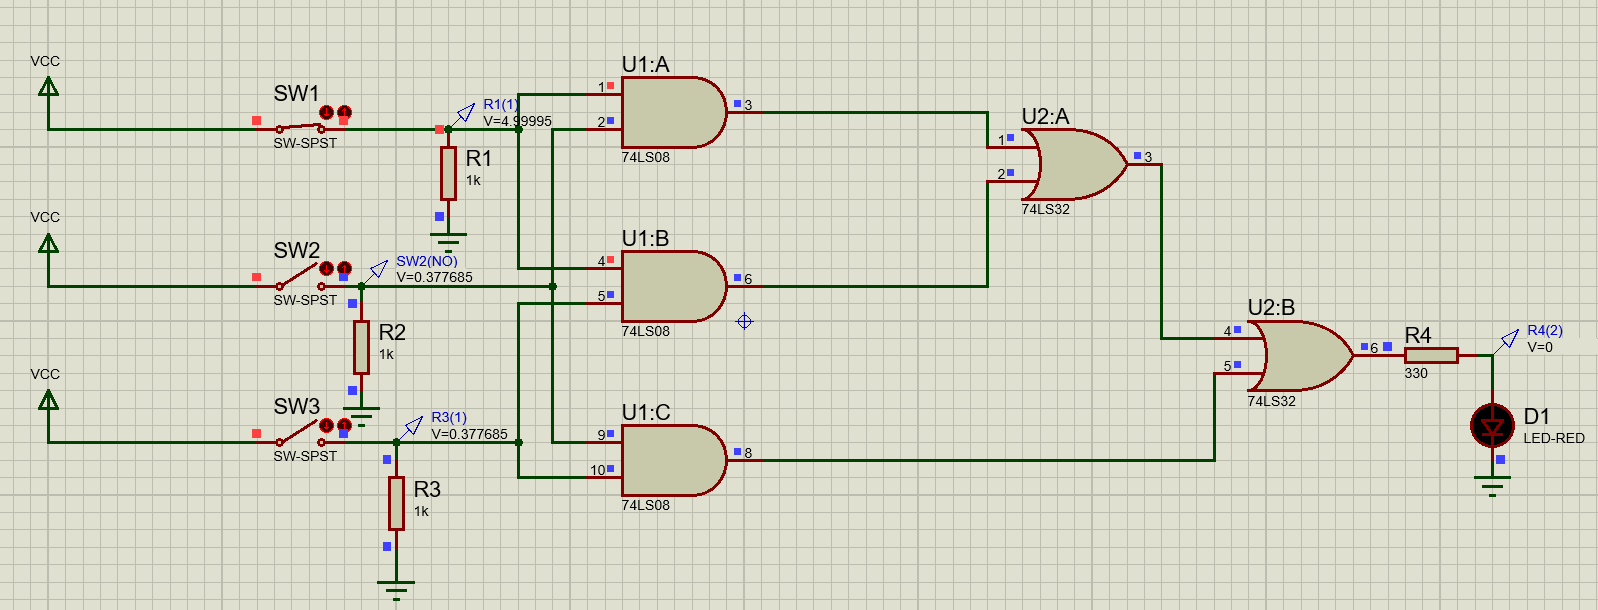 VCC
SW1
SW-SPST
R1(1)
V=4.99995
R1
1k
U1:A
1
2
3
74LS08
U2:A
1
2
3
74LS32
VCC
SW2
SW-SPST
SW2(NO)
V=0.377685
R2
1k
U1:B
4
5
6
74LS08
U2:B
4
5
6
74LS32
R4
330
R4(2)
V=0
D1
LED-RED
VCC
SW3
SW-SPST
R3(1)
V=0.377685
R3
1k
U1:C
9
10
8
74LS08